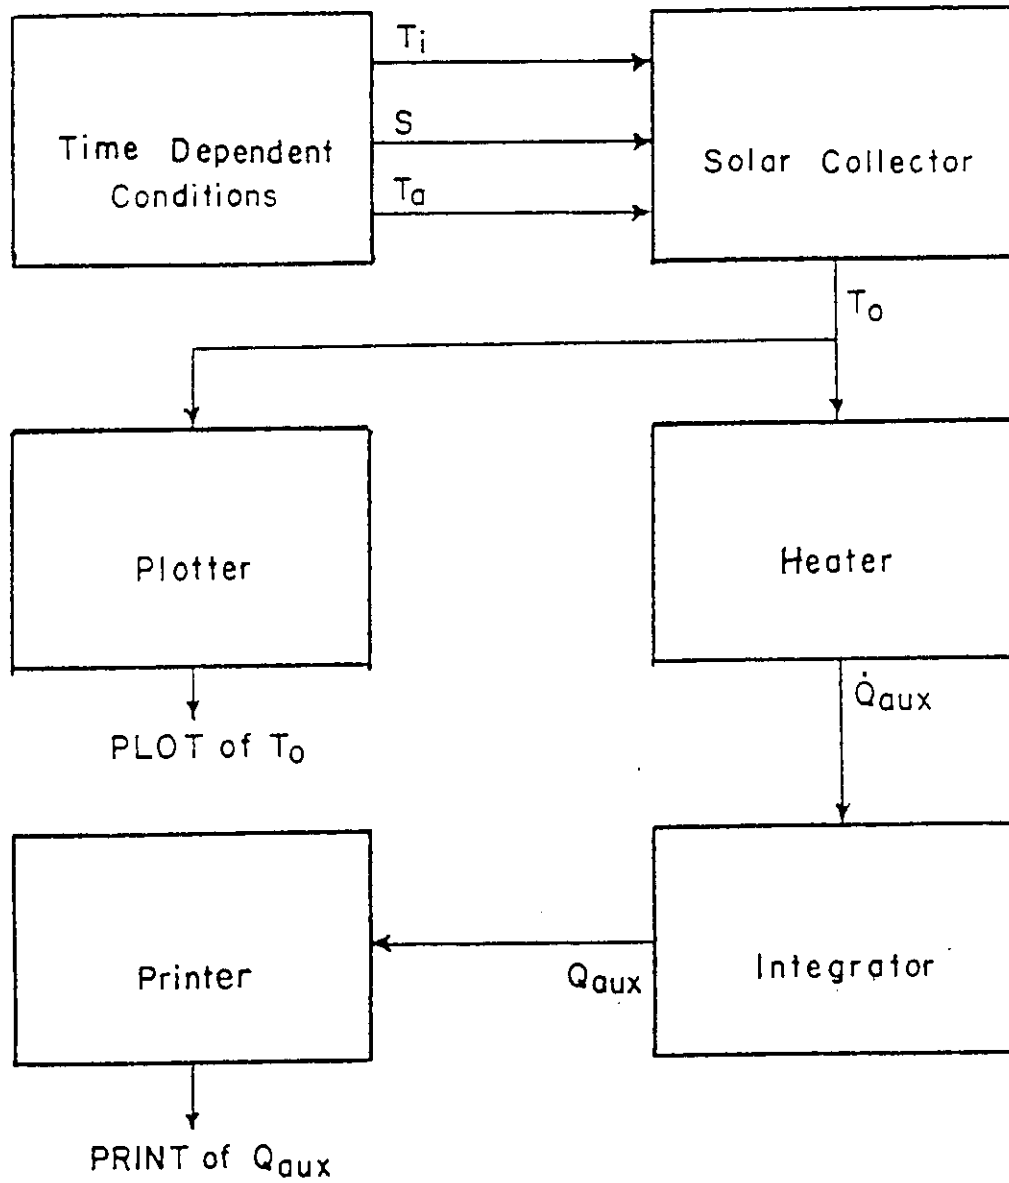 Ti
S
Ta
Time Dependent
Conditions
Solar Collector
To
Plotter
Heater
PLOT of To
Q̇aux
Printer
Qaux
Integrator
PRINT of Qaux